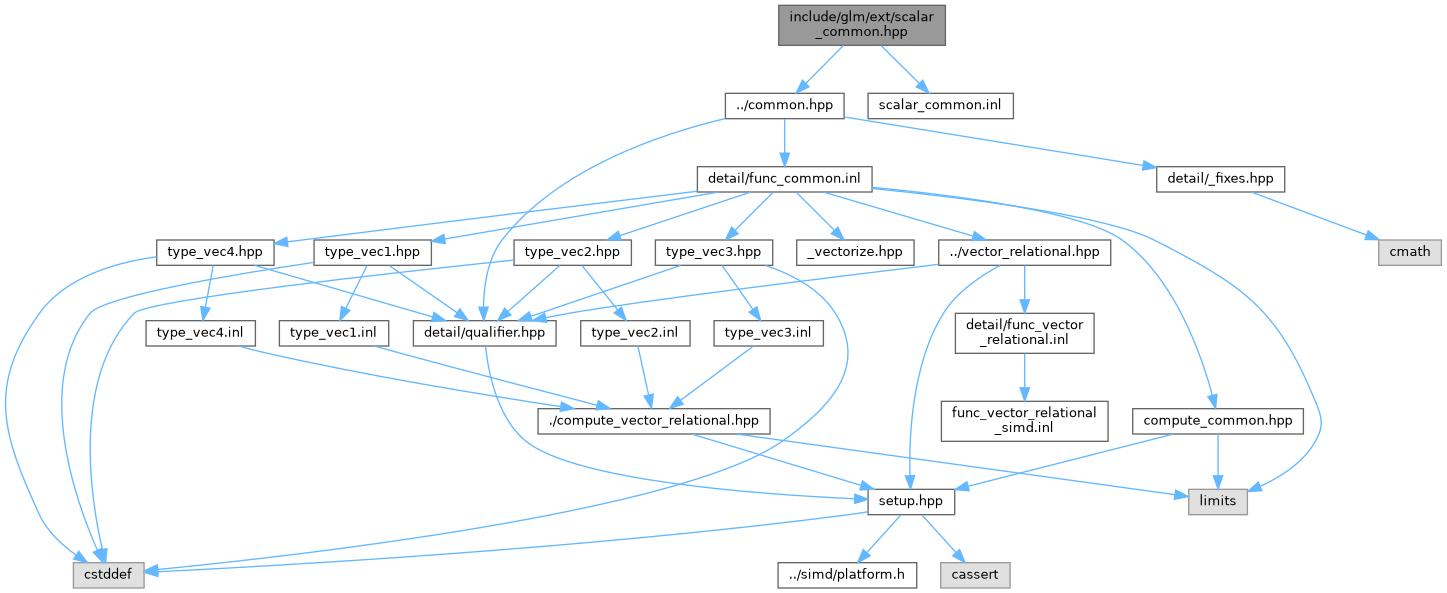 include/glm/ext/scalar
_common.hpp
../common.hpp
scalar_common.inl
detail/func_common.inl
detail/_fixes.hpp
type_vec4.hpp
type_vec1.hpp
type_vec2.hpp
type_vec3.hpp
_vectorize.hpp
../vector_relational.hpp
cmath
type_vec4.inl
type_vec1.inl
detail/qualifier.hpp
type_vec2.inl
type_vec3.inl
detail/func_vector
_relational.inl
./compute_vector_relational.hpp
func_vector_relational
_simd.inl
compute_common.hpp
setup.hpp
limits
cstddef
../simd/platform.h
cassert